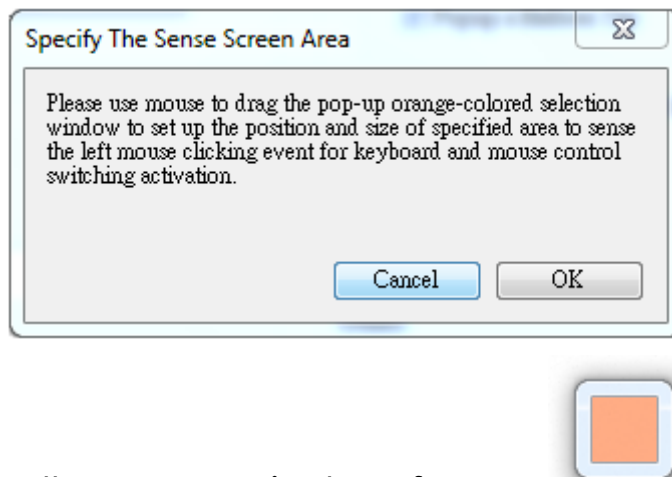 Specify The Sense Screen Area
Please use mouse to drag the pop-up orange-colored selection
window to set up the position and size of specified area to sense
the left mouse clicking event for keyboard and mouse control
switching activation.
Cancel OK